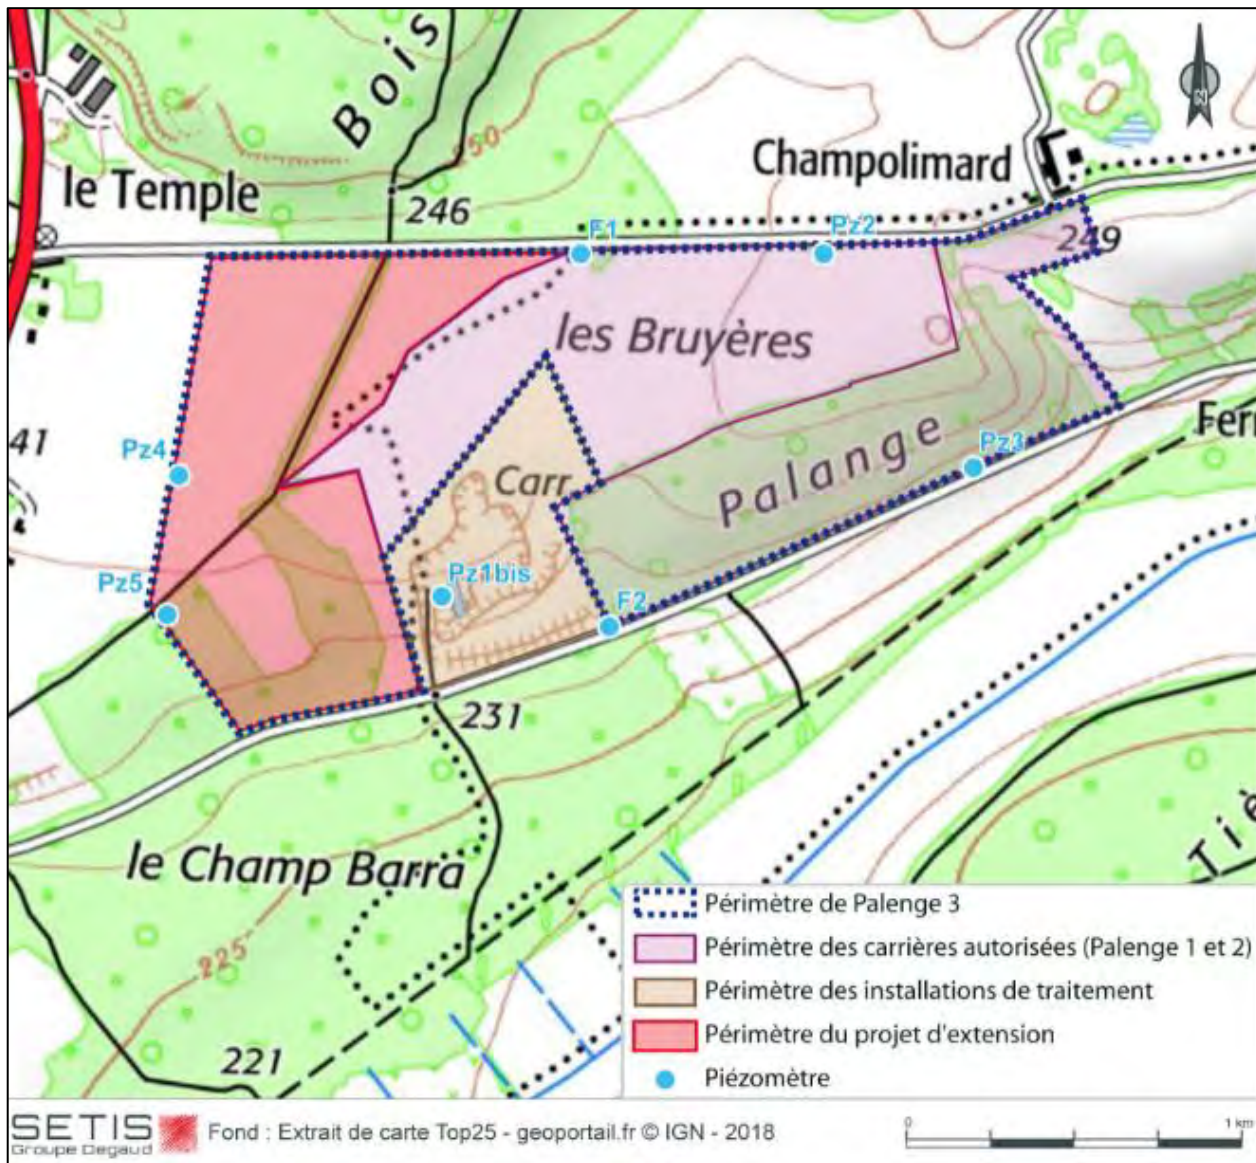 Bois
250
le Temple
246
Champolimard
F1
Pz2
249
les Bruyères
41
Pz4
Carr
Palange
Pz3
Ferr
Pz5
Pz1bis
F2
231
le Champ Barra
Tiè
225
221
Périmètre de Palenge 3
Périmètre des carrières autorisées (Palenge 1 et 2)
Périmètre des installations de traitement
Périmètre du projet d'extension
Piézomètre
N
SETIS
Groupe Degaud
Fond : Extrait de carte Top25 - geoportail.fr © IGN - 2018
0
1 km